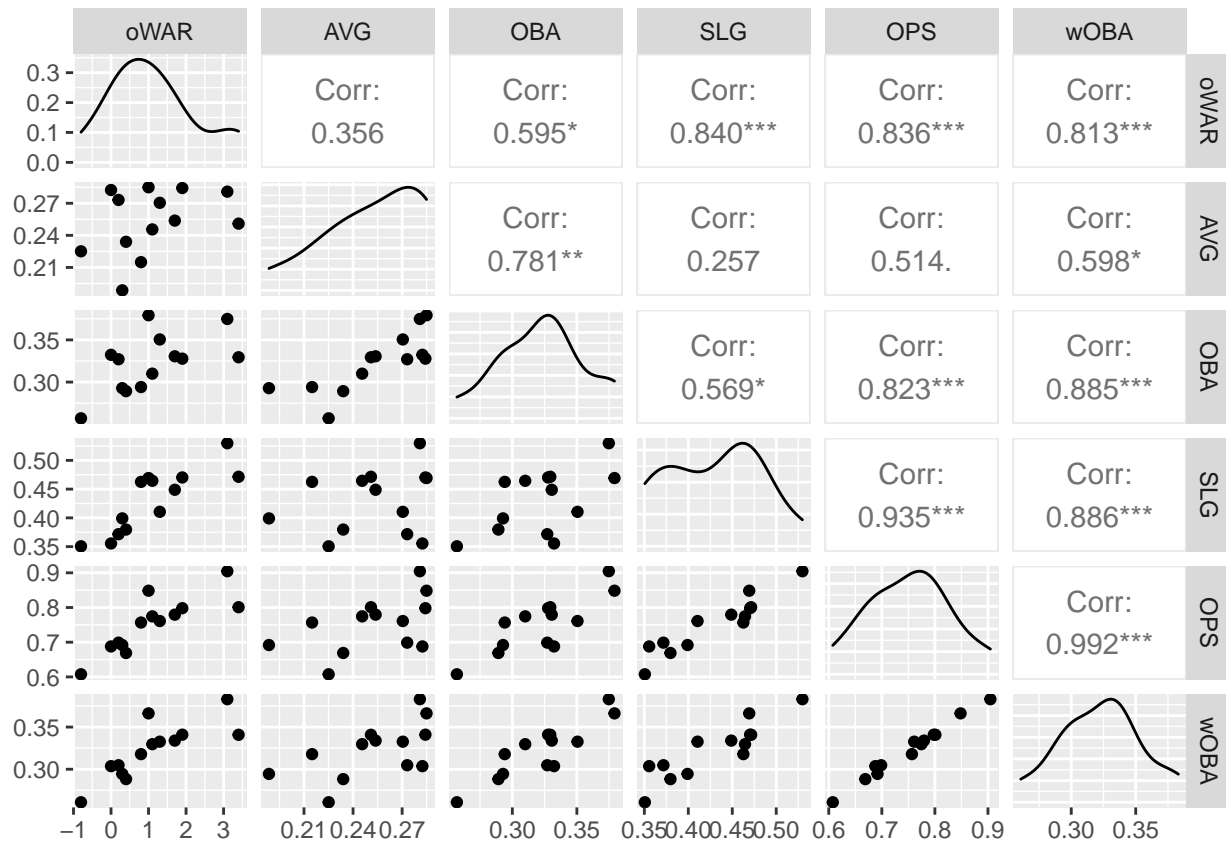 oWAR AVG OBA SLG OPS wOBA
0.3
0.2
0.1
0.0
Corr:
0.356
Corr:
0.595*
Corr:
0.840***
Corr:
0.836***
Corr:
0.813***
oWAR
0.27
0.24
0.21
Corr:
0.781**
Corr:
0.257
Corr:
0.514.
Corr:
0.598*
AVG
0.35
0.30
Corr:
0.569*
Corr:
0.823***
Corr:
0.885***
OBA
0.50
0.45
0.40
0.35
Corr:
0.935***
Corr:
0.886***
SLG
0.9
0.8
0.7
0.6
Corr:
0.992***
OPS
0.35
0.30
wOBA
−1 0 1 2 3
0.21 0.24 0.27
0.30 0.35
0.35 0.40 0.45 0.50
0.6 0.7 0.8 0.9
0.30 0.35